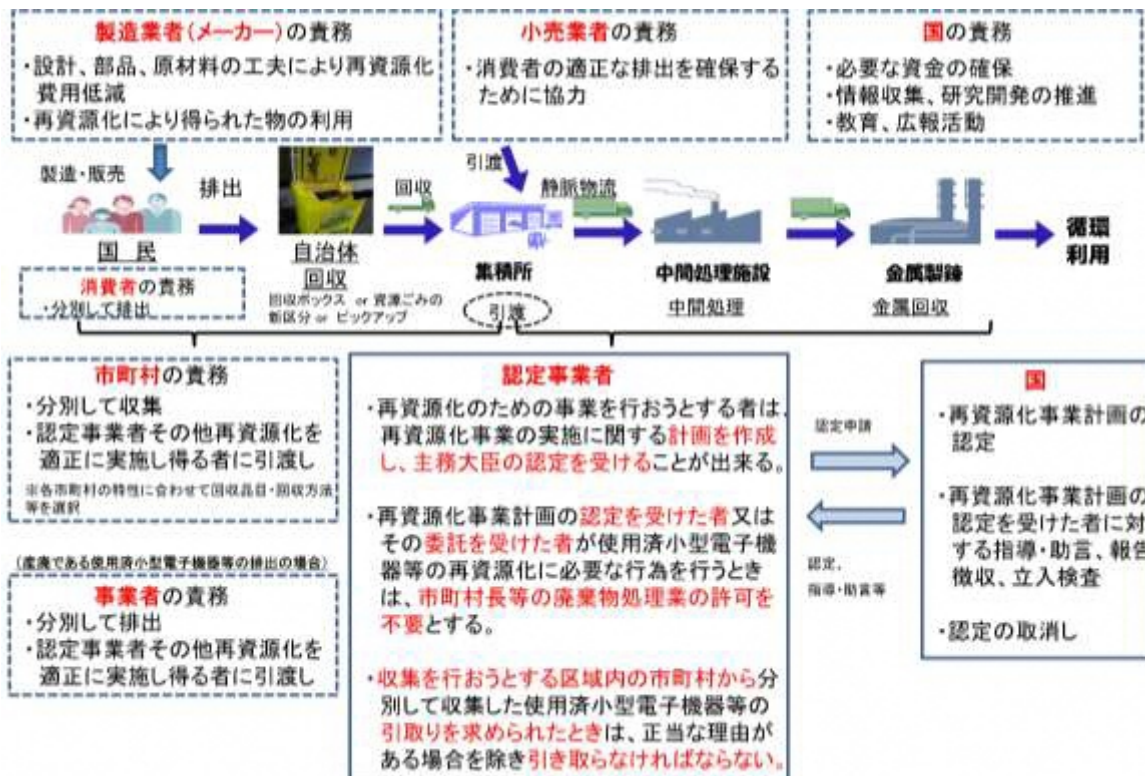 製造業者(メーカー)の責務
・設計、部品、原材料の工夫により再資源化
費用低減
・再資源化により得られた物の利用
小売業者の責務
・消費者の適正な排出を確保する
ために協力
国の責務
・必要な資金の確保
・情報収集、研究開発の推進
・教育、広報活動
製造・販売
排出
回収
引渡
静脈物流
国 民
自治体
回収
回収ボックス or 資源ごみの
新区分 or ピックアップ
集積所
引渡
中間処理施設
中間処理
金属製錬
金属回収
循環
利用
消費者の責務
・分別して排出
市町村の責務
・分別して収集
・認定事業者その他再資源化を
適正に実施し得る者に引渡し
※各市町村の特性に合わせて回収品目・回収方法
等を選択
(産廃である使用済小型電子機器等の排出の場合)
事業者の責務
・分別して排出
・認定事業者その他再資源化を
適正に実施し得る者に引渡し
認定事業者
・再資源化のための事業を行おうとする者は、
再資源化事業の実施に関する計画を作成
し、主務大臣の認定を受けることが出来る。
・再資源化事業計画の認定を受けた者又は
その委託を受けた者が使用済小型電子機
器等の再資源化に必要な行為を行うとき
は、市町村長等の廃棄物処理業の許可を
不要とする。
・収集を行おうとする区域内の市町村から分
別して収集した使用済小型電子機器等の
引取りを求められたときは、正当な理由が
ある場合を除き引き取らなければならない。
認定申請
認定、
指導・助言等
国
・再資源化事業計画の
認定
・再資源化事業計画の
認定を受けた者に対
する指導・助言、報告
徴収、立入検査
・認定の取消し